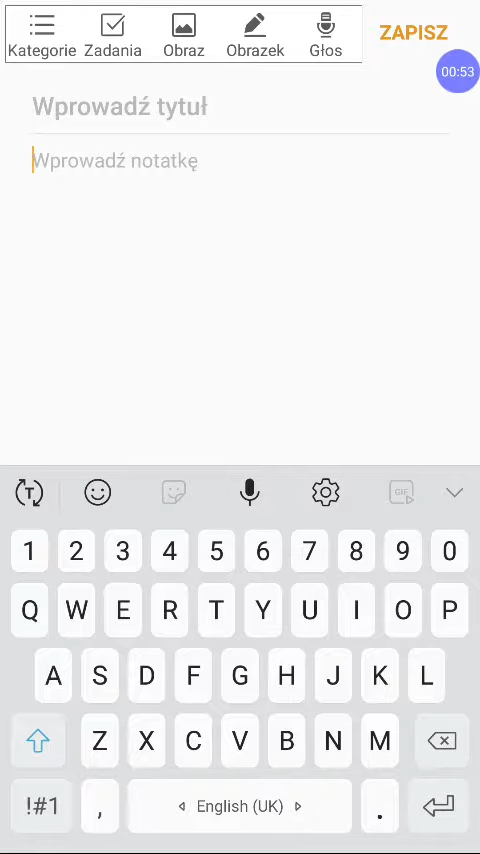 Kategorie Zadania Obraz Obrazek Głos
ZAPISZ
00:53
Wprowadź tytuł
Wprowadź notatkę
T GIF
1 2 3 4 5 6 7 8 9 0
Q W E R T Y U I O P
A S D F G H J K L
Z X C V B N M
!#1 , English (UK) .